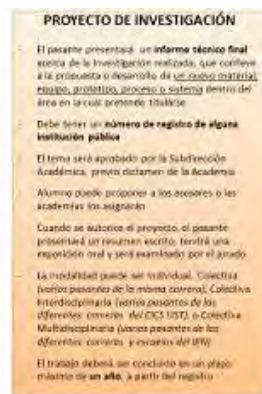 PROYECTO DE INVESTIGACIÓN
- El pasante presentará un informe técnico final
acerca de la Investigación realizada, que conlleve
a la propuesta o desarrollo de un nuevo material,
equipo, prototipo, proceso o sistema dentro del
área en la cual pretende titularse
- Debe tener un número de registro de alguna
institución pública
- El tema será aprobado por la Subdirección
Académica, previo dictamen de la Academia
- Alumno puede proponer a los asesores o las
academias los asignarán
- Cuando se autorice el proyecto, el pasante
presentará un resumen escrito, tendrá una
exposición oral y será examinado por el jurado
- La modalidad puede ser Individual, Colectiva
(varios pasantes de la misma carrera), Colectiva
Interdisciplinaria (varios pasantes de las
diferentes carreras del CICS UST), o Colectiva
Multidisciplinaria (varios pasantes de
diferentes carreras y escuelas del IPN)
El trabajo deberá ser concluido en un plazo
máximo de un año, a partir del registro